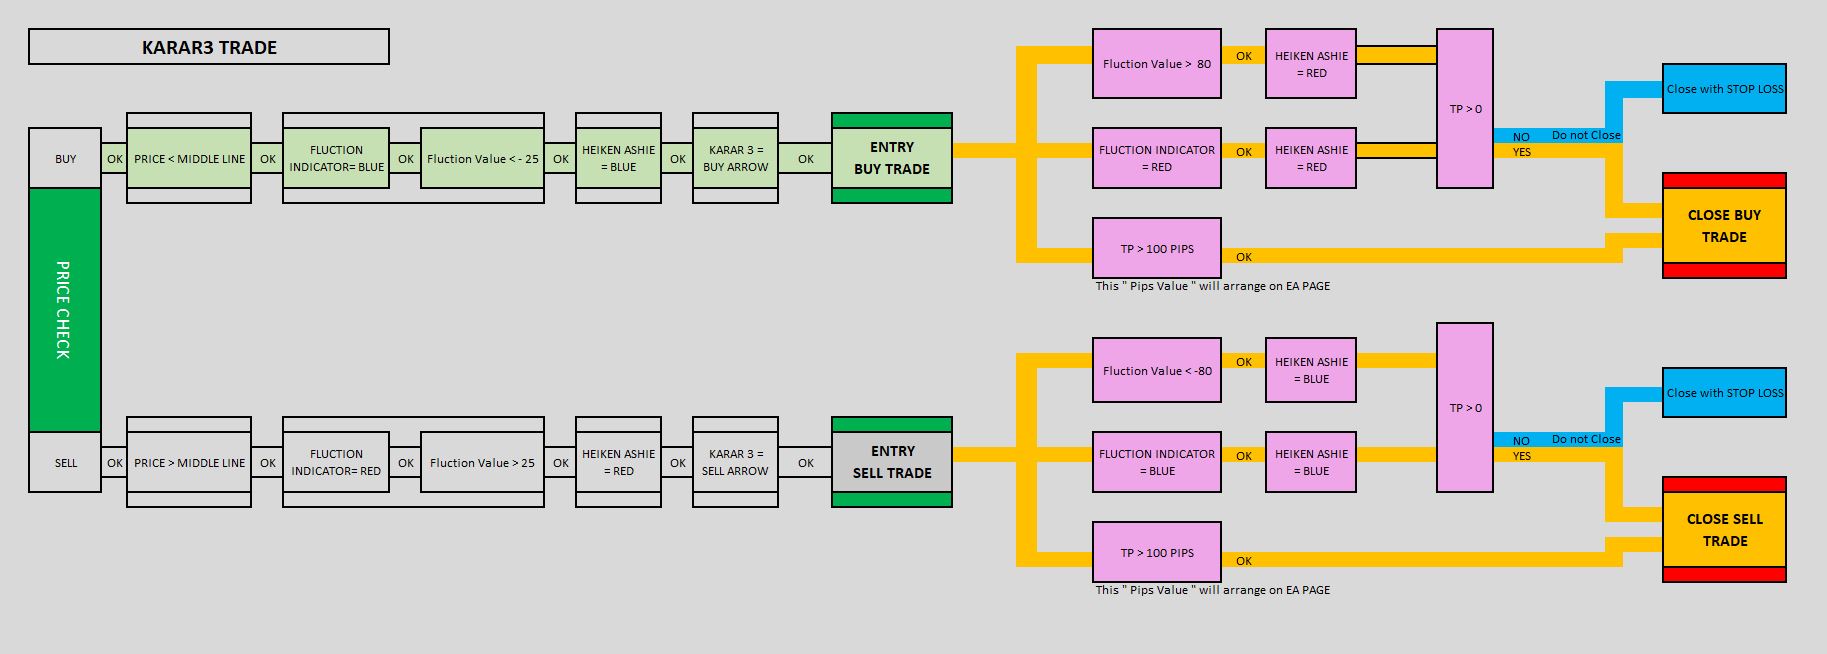 KARAR3 TRADE
BUY
OK
PRICE < MIDDLE LINE
OK
FLUCTION
INDICATOR= BLUE
OK
Fluction Value < - 25
OK
HEIKEN ASHIE
= BLUE
OK
KARAR 3 =
BUY ARROW
OK
ENTRY
BUY TRADE
Fluction Value >  80
OK
HEIKEN ASHIE
= RED
FLUCTION INDICATOR
= RED
OK
HEIKEN ASHIE
= RED
TP > 0
NO
Do not Close
YES
Close with STOP LOSS
TP > 100 PIPS
OK
This " Pips Value " will arrange on EA PAGE
CLOSE BUY
TRADE
PRICE CHECK
SELL
OK
PRICE > MIDDLE LINE
OK
FLUCTION
INDICATOR= RED
OK
Fluction Value > 25
OK
HEIKEN ASHIE
= RED
OK
KARAR 3 =
SELL ARROW
OK
ENTRY
SELL TRADE
Fluction Value < -80
OK
HEIKEN ASHIE
= BLUE
FLUCTION INDICATOR
= BLUE
OK
HEIKEN ASHIE
= BLUE
TP > 0
NO
Do not Close
YES
Close with STOP LOSS
TP > 100 PIPS
OK
This " Pips Value " will arrange on EA PAGE
CLOSE SELL
TRADE